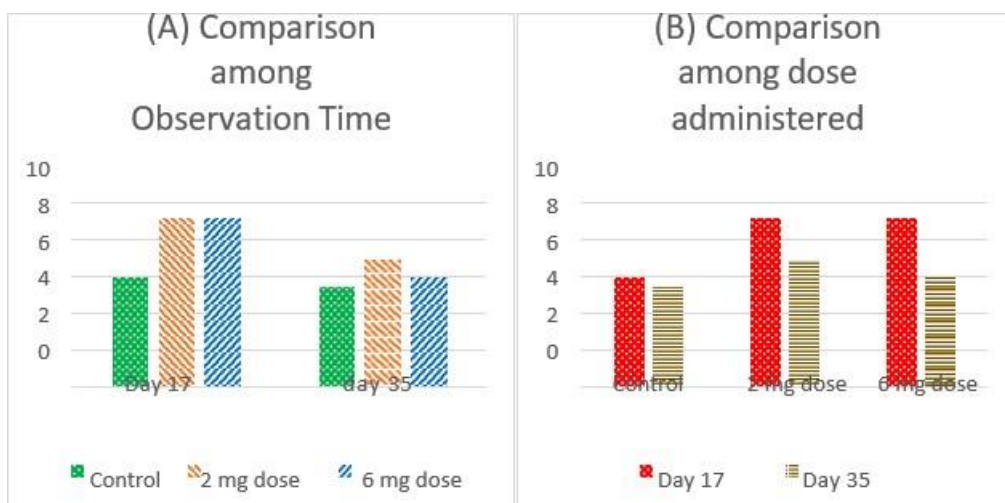 (A) Comparison
among
Observation Time
10
8
6
4
2
0
Day 17 day 35
Control 2 mg dose 6 mg dose
(B) Comparison
among dose
administered
10
8
6
4
2
0
Control 2 mg dose 6 mg dose
Day 17 Day 35